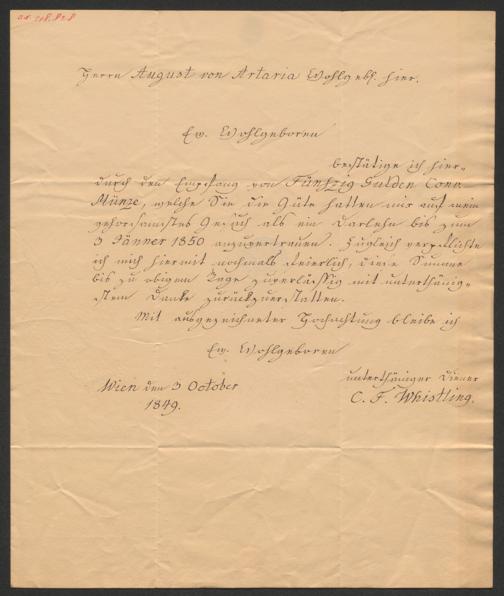 Herrn August von Artaria Wohlgeb. hier.
Ew. Wohlgeboren
bestätige ich hier-
durch den Empfang von Fünfzig Gulden Conv.
Münze, welche Sie die Güte hatten mir auf mein
gehorsamstes Gesuch als ein Darlehn bis zum
3 Jänner 1850 anzuvertrauen. Zugleich verpflichte
ich mich hiermit nochmals feierlich, diese Summe
bis zu obigem Tage zuverlässig mit unterthänig-
stem Danke zurückzuerstatten.
Mit ausgezeichneter Hochachtung bleibe ich
Ew. Wohlgeboren
unterthäniger Diener
C. F. Whistling.
Wien den 3 October
1849.